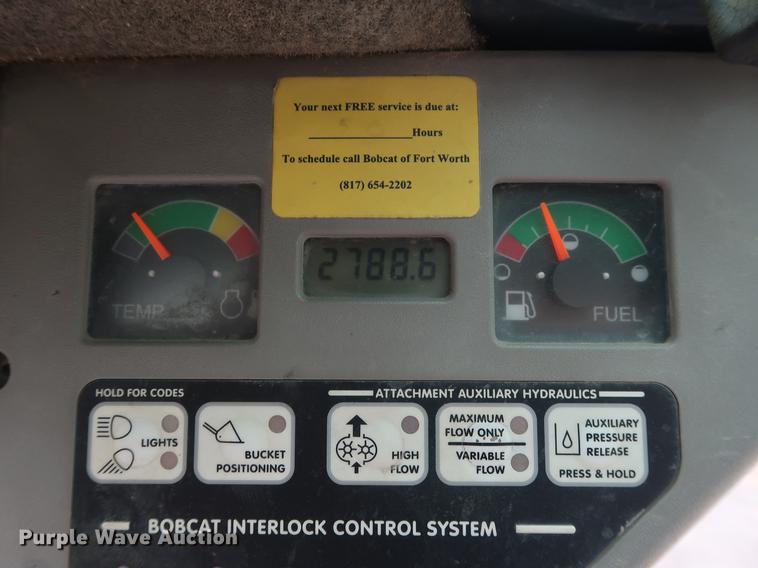 Your next FREE service is due at:
____________________Hours
To schedule call Bobcat of Fort Worth
(817) 654-2202
2788.6
TEMP
FUEL
HOLD FOR CODES
ATTACHMENT AUXILIARY HYDRAULICS
LIGHTS
BUCKET
POSITIONING
HIGH
FLOW
MAXIMUM
FLOW ONLY
VARIABLE
FLOW
AUXILIARY
PRESSURE
RELEASE
PRESS & HOLD
BOBCAT INTERLOCK CONTROL SYSTEM
Purple Wave Auction